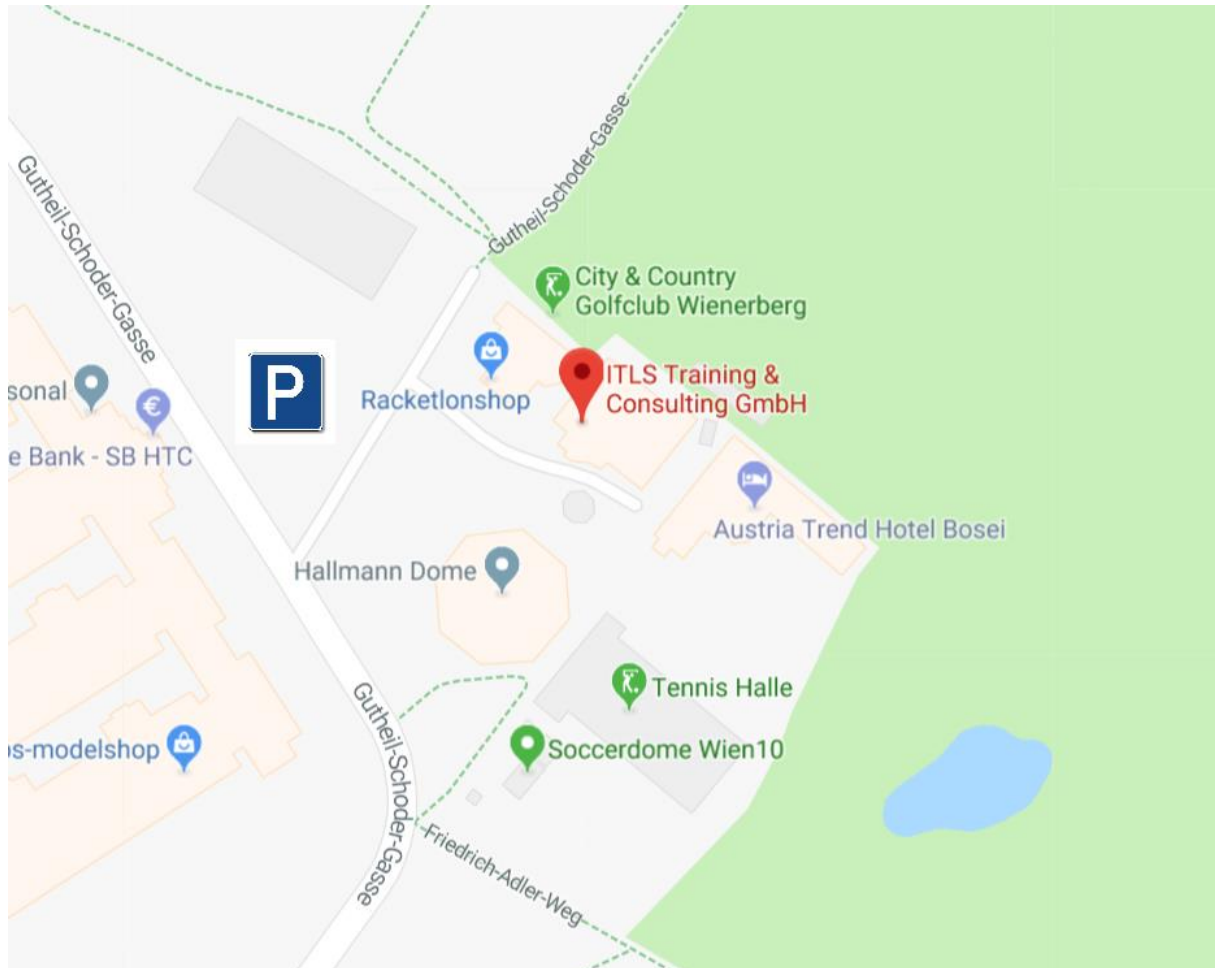 Gutheil-Schoder-Gasse
Gutheil-Schoder-Gasse
City & Country
Golfclub Wienerberg
P
sonal
€
e Bank - SB HTC
Racketlonshop
ITLS Training &
Consulting GmbH
Austria Trend Hotel Bosei
Hallmann Dome
Tennis Halle
Gutheil-Schoder-Gasse
s-modelshop
Soccerdome Wien10
Friedrich-Adler-Weg